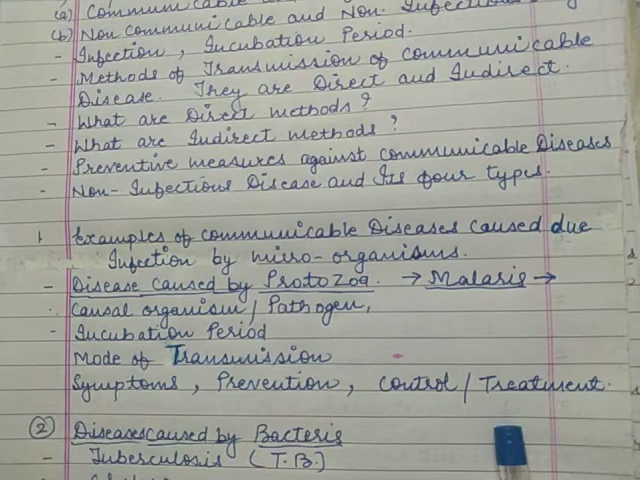 (a) Communicable and
(b) Non communicable and Non-Infectious
- Infection, Incubation Period.
- Methods of Transmission of communicable
Disease. They are Direct and Indirect.
- What are Direct methods?
- What are Indirect methods?
- Preventive measures against communicable Diseases
- Non-Infectious Disease and Its four types.
1 Examples of communicable Diseases caused due
Infection by micro-organisms.
- Disease caused by Protozoa. → Malaria →
Causal organism / Pathogen,
- Incubation Period
Mode of Transmission
Symptoms, Prevention, control / Treatment.
② Diseases caused by Bacteris
- Tuberculosis (T.B.)